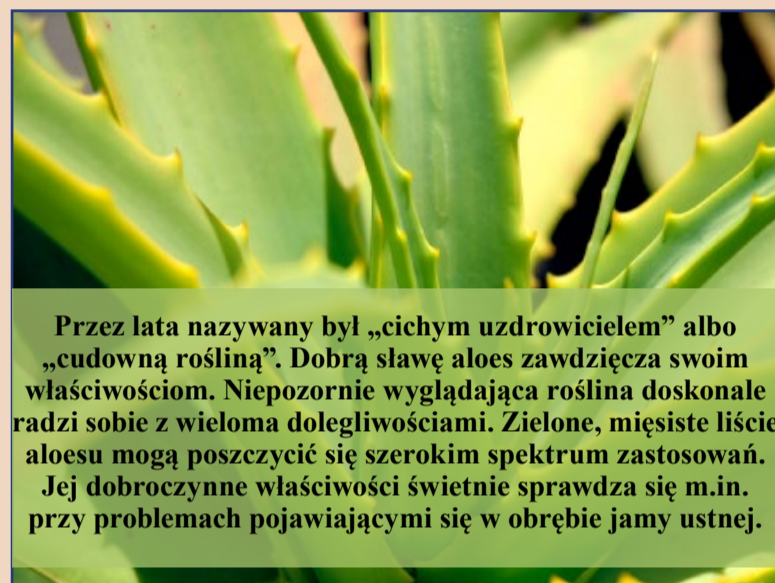 Przez lata nazywany był „cichym uzdrowicielem” albo
„cudowną rośliną”. Dobrą sławę aloes zawdzięcza swoim
właściwościom. Niepozornie wyglądająca roślina doskonale
radzi sobie z wieloma dolegliwościami. Zielone, mięsiste liście
aloesu mogą poszczycić się szerokim spektrum zastosowań.
Jej dobroczynne właściwości świetnie sprawdza się m.in.
przy problemach pojawiającymi się w obrębie jamy ustnej.